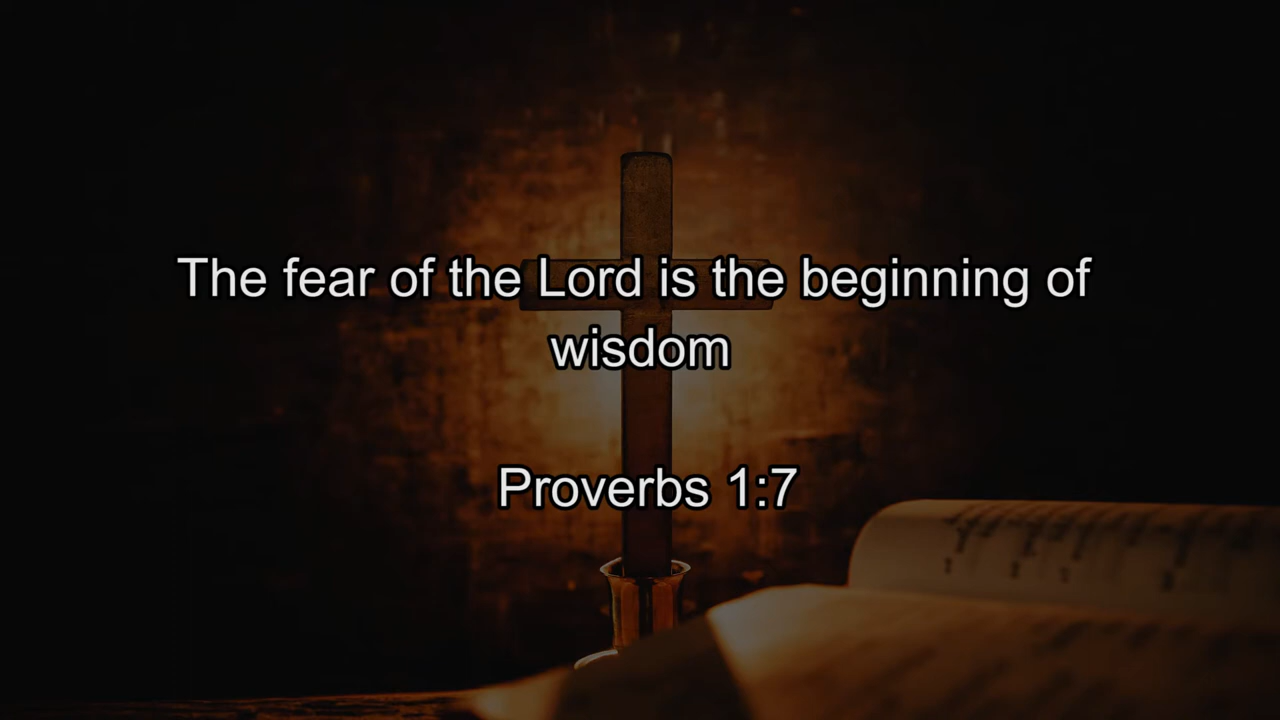 The fear of the Lord is the beginning of
wisdom
Proverbs 1:7